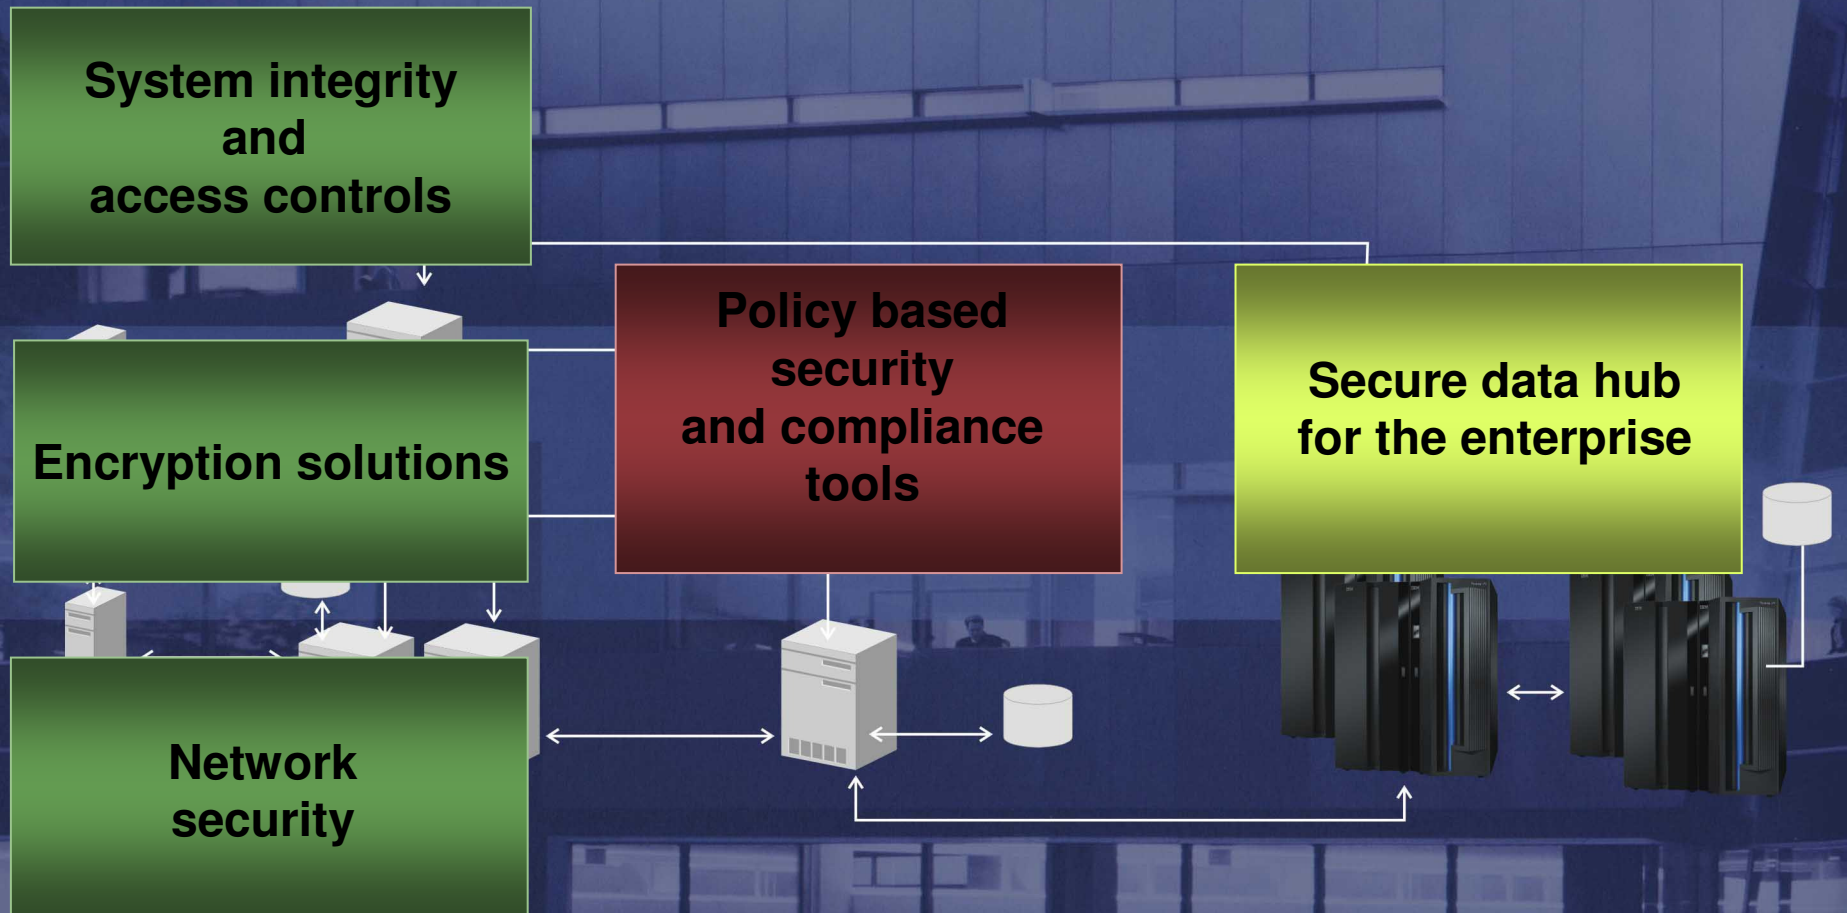 System integrity
and
access controls
Policy based
security
and compliance
tools
Secure data hub
for the enterprise
Encryption solutions
Network
security